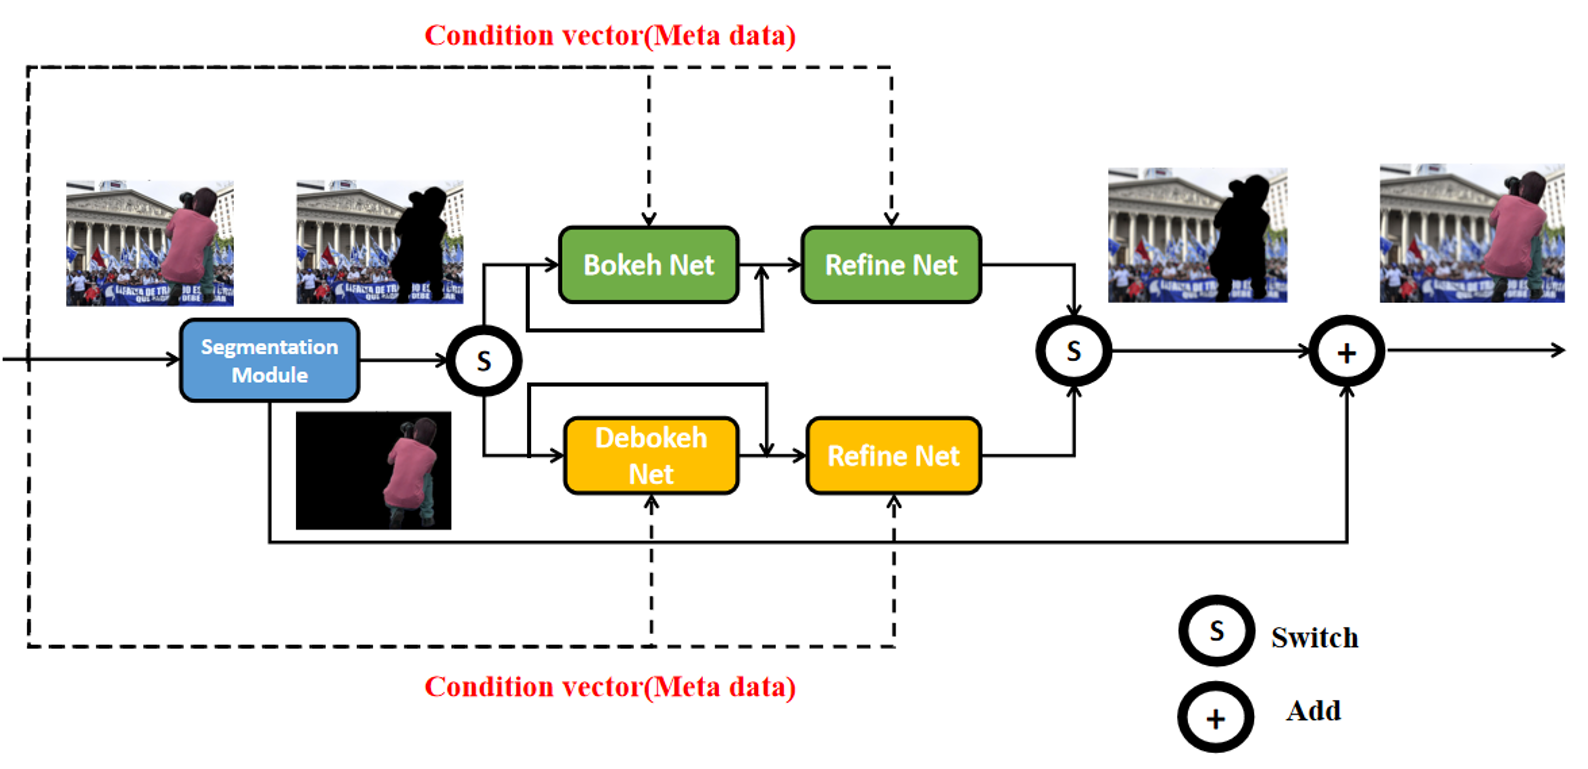 Condition vector(Meta data)
Bokeh Net
Refine Net
Segmentation
Module
S
S
+
Debokeh
Net
Refine Net
Condition vector(Meta data)
S
Switch
+
Add